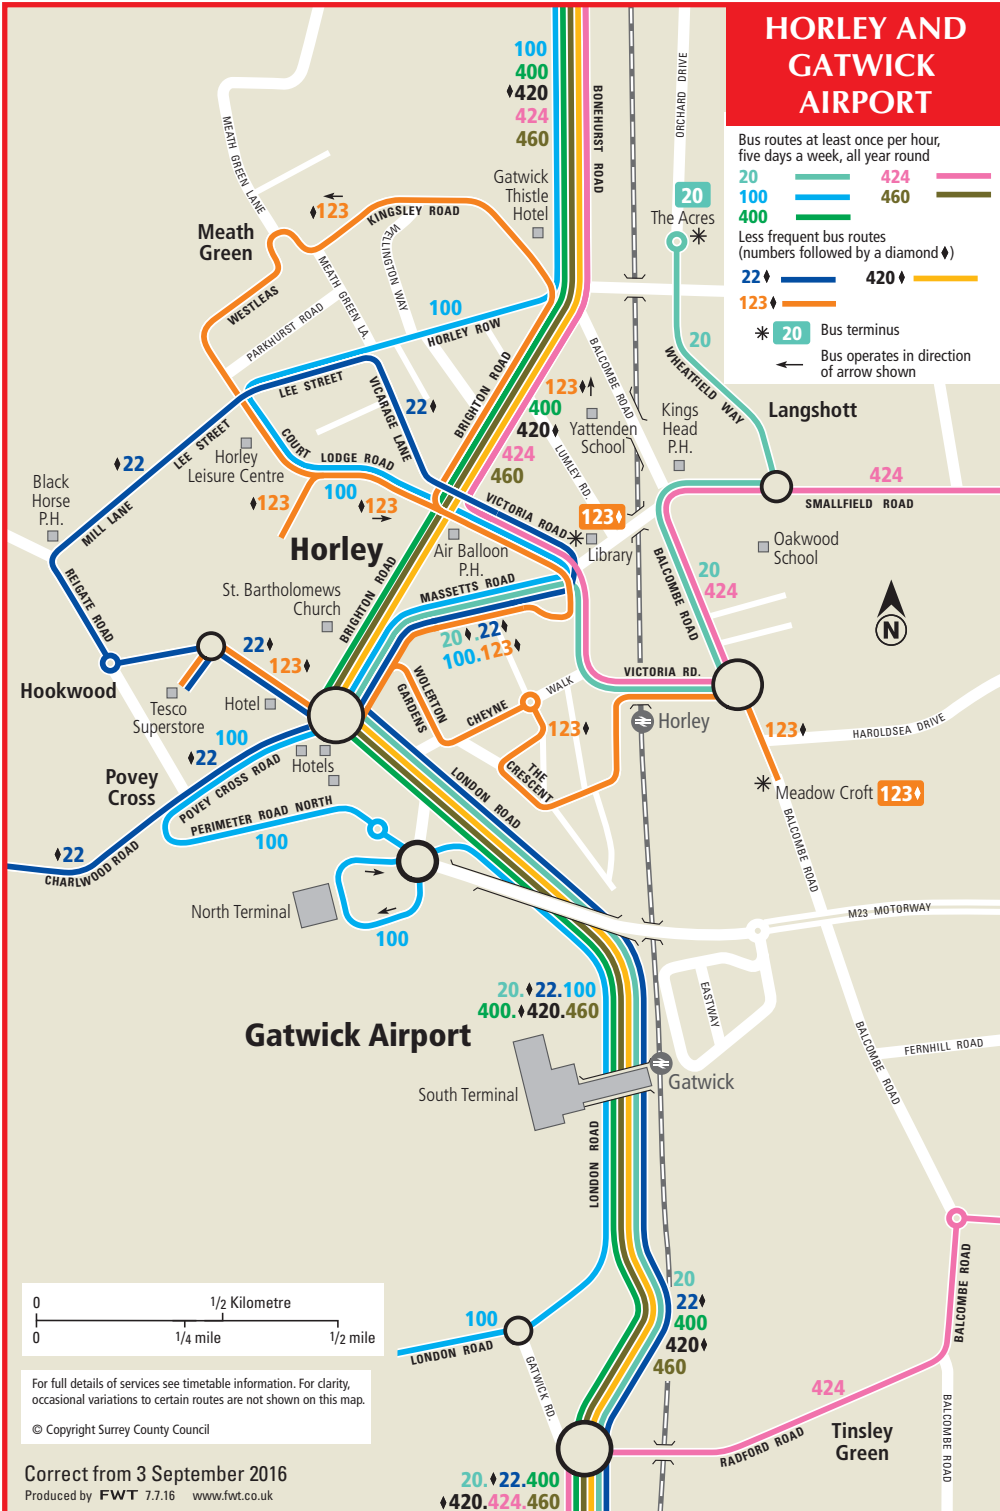 HORLEY AND
GATWICK
AIRPORT
Bus routes at least once per hour,
five days a week, all year round
20
424
100
460
400
Less frequent bus routes
(numbers followed by a diamond♦)
22♦
420♦
123♦
20
Bus terminus
Bus operates in direction
of arrow shown
100
400
♦420
424
460
BONEHURST ROAD
ORCHARD DRIVE
MEATH GREEN LANE
Gatwick
Thistle
Hotel
20
The Acres
♦123
KINGSLEY ROAD
WELLINGTON WAY
Meath
Green
MEATH GREEN LA.
WESTLEAS
PARKHURST ROAD
100
HORLEY ROW
20
WHEATFIELD WAY
BALCOMBE ROAD
LEE STREET
VICARAGE LANE
22♦
BRIGHTON ROAD
123♦
400
420♦
424
460
Yattenden
School
Kings
Head
P.H.
Langshott
LUMLEY RD.
424
SMALLFIELD ROAD
♦22
LEE STREET
COURT LODGE ROAD
Horley
Leisure Centre
Black
Horse
P.H.
MILL LANE
♦123
100
♦123
VICTORIA ROAD
123♦
Library
Horley
Air Balloon
P.H.
Oakwood
School
BALCOMBE ROAD
20
424
REIGATE ROAD
St. Bartholomews
Church
BRIGHTON ROAD
MASSETTS ROAD
20.♦22♦
100.123♦
N
Hookwood
22♦
123♦
Tesco
Superstore
Hotel
WOLERTON
GARDENS
CHEYNE
WALK
VICTORIA RD.
Horley
123♦
THE
CRESCENT
123♦
HAROLDSEA DRIVE
100
♦22
Hotels
Povey
Cross
POVEY CROSS ROAD
PERIMETER ROAD NORTH
100
LONDON ROAD
Meadow Croft
123♦
BALCOMBE ROAD
♦22
CHARLWOOD ROAD
North Terminal
100
M23 MOTORWAY
20.♦22.100
400.♦420.460
EASTWAY
Gatwick Airport
BALCOMBE ROAD
FERNHILL ROAD
South Terminal
Gatwick
LONDON ROAD
BALCOMBE ROAD
20
22♦
400
420♦
460
0
1/2 Kilometre
0
1/4 mile
1/2 mile
100
LONDON ROAD
GATWICK RD.
For full details of services see timetable information. For clarity,
occasional variations to certain routes are not shown on this map.
© Copyright Surrey County Council
424
RADFORD ROAD
Tinsley
Green
BALCOMBE ROAD
Correct from 3 September 2016
Produced by FWT 7.7.16 www.fwt.co.uk
20.♦22.400
♦420.424.460